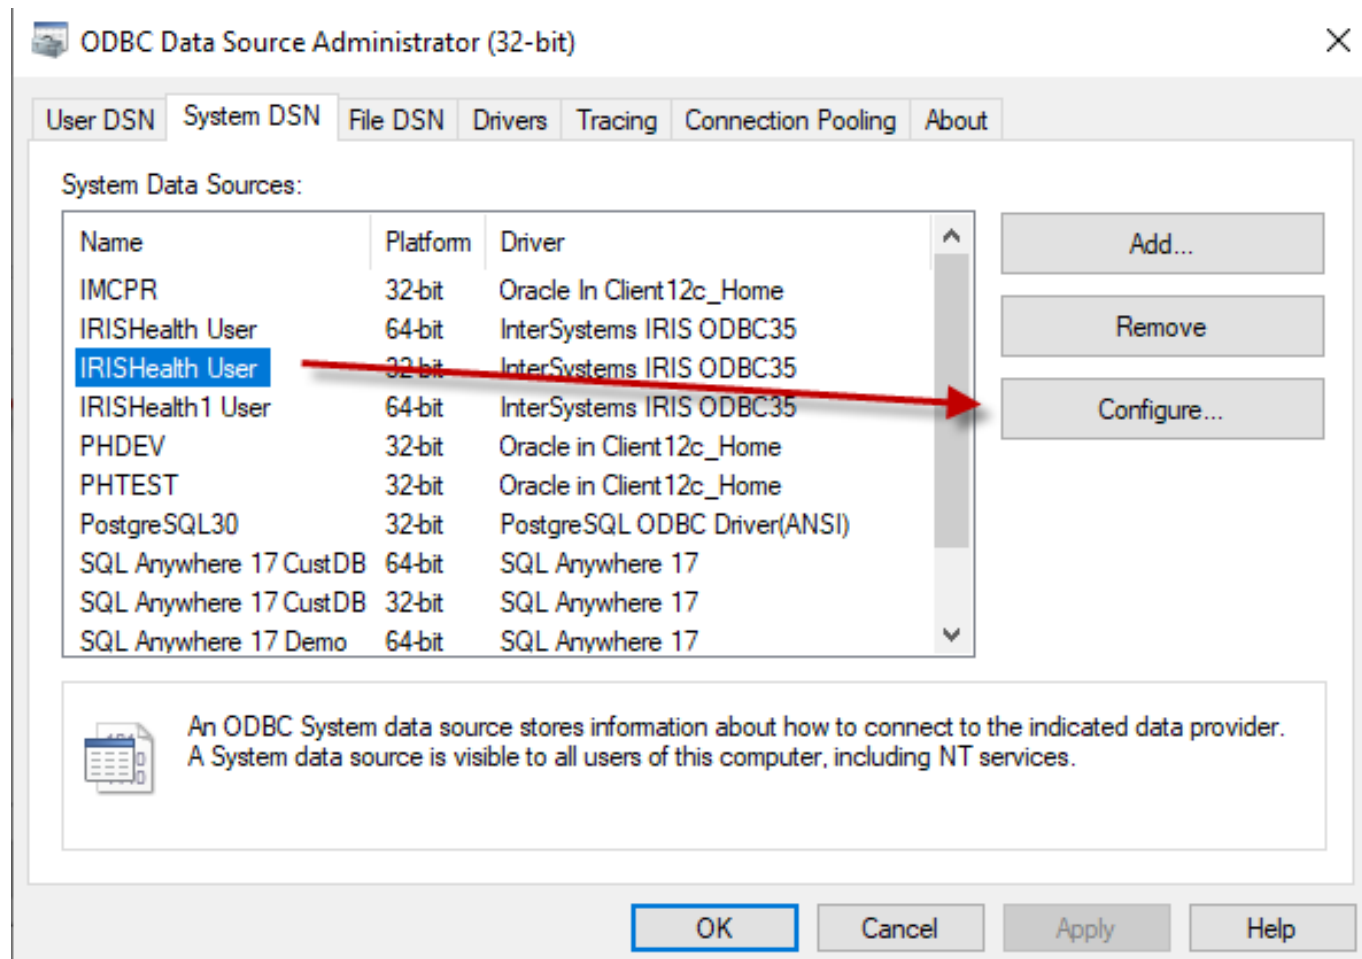 ODBC Data Source Administrator (32-bit)
User DSN System DSN File DSN Drivers Tracing Connection Pooling About
System Data Sources:
Name Platform Driver
IMCPR 32-bit Oracle In Client12c_Home
IRISHealth User 64-bit InterSystems IRIS ODBC35
IRISHealth User 32-bit InterSystems IRIS ODBC35
IRISHealth1 User 64-bit InterSystems IRIS ODBC35
PHDEV 32-bit Oracle in Client12c_Home
PHTEST 32-bit Oracle in Client12c_Home
PostgreSQL30 32-bit PostgreSQL ODBC Driver(ANSI)
SQL Anywhere 17 CustDB 64-bit SQL Anywhere 17
SQL Anywhere 17 CustDB 32-bit SQL Anywhere 17
SQL Anywhere 17 Demo 64-bit SQL Anywhere 17
Add...
Remove
Configure...
An ODBC System data source stores information about how to connect to the indicated data provider.
A System data source is visible to all users of this computer, including NT services.
OK Cancel Apply Help